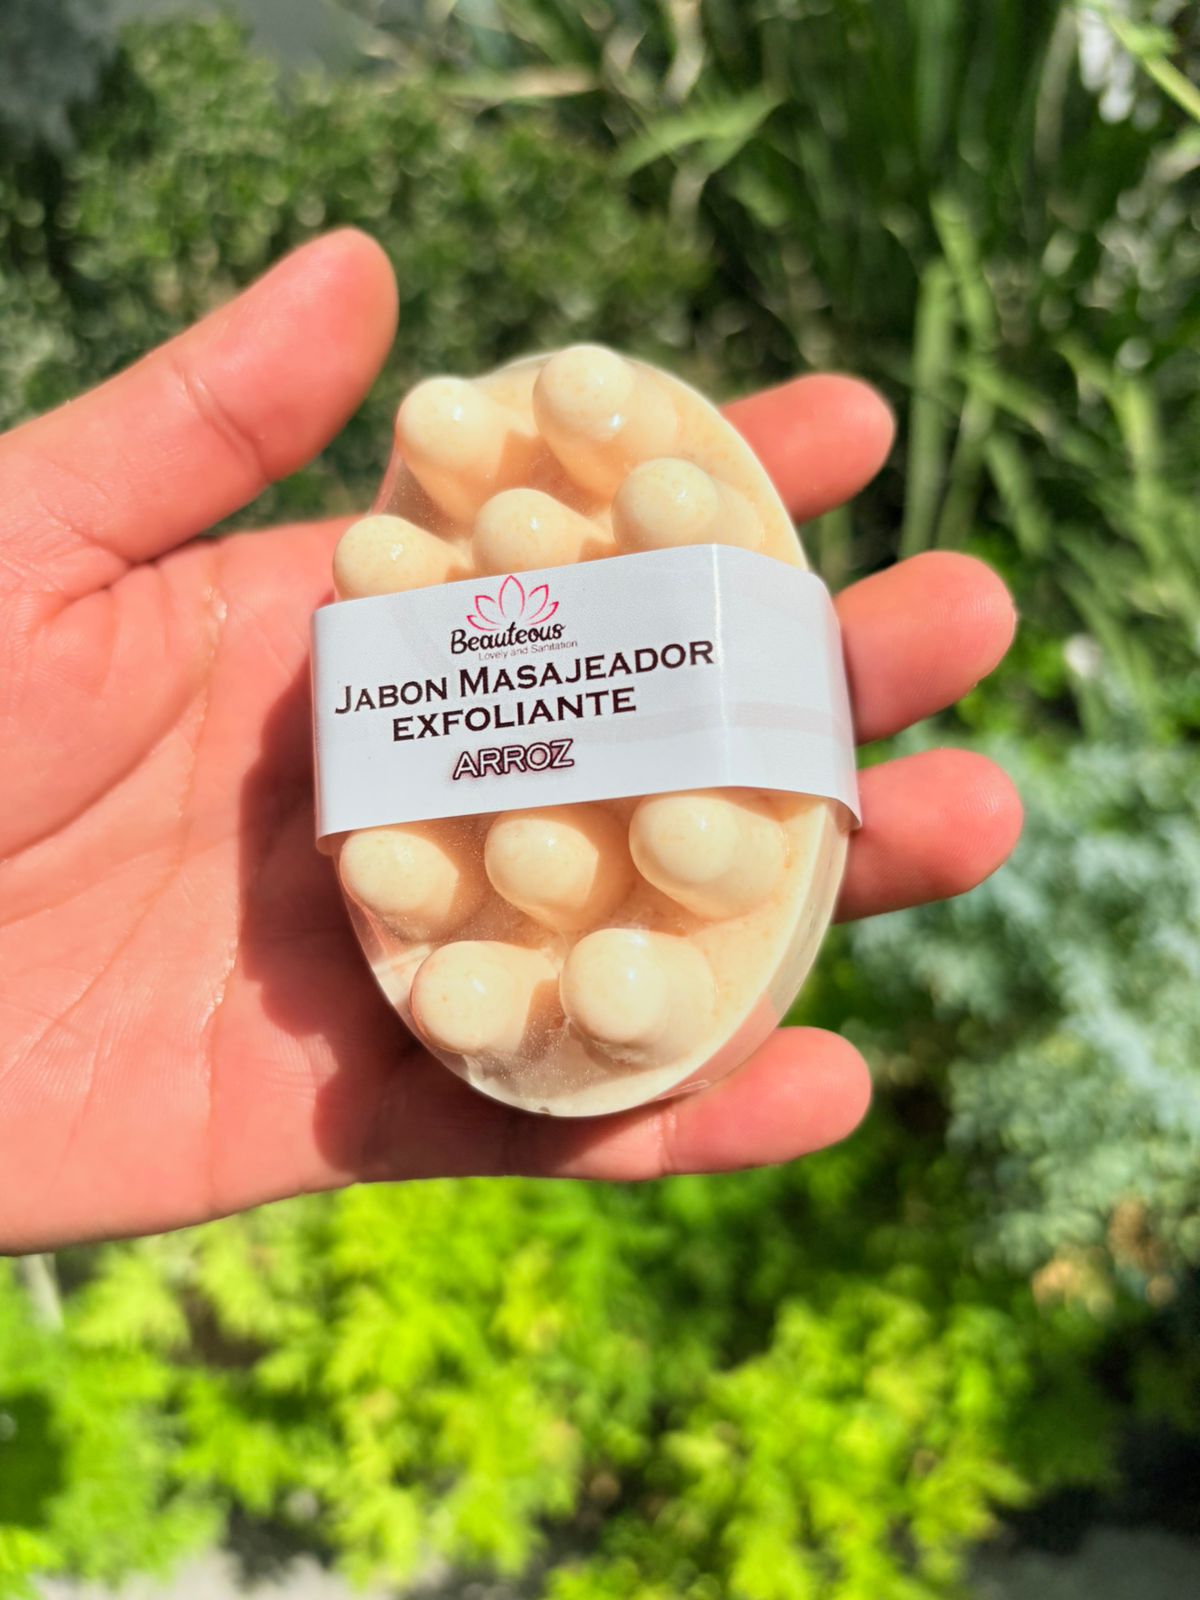 Beauteous
Lovely and Sanitation
JABON MASAJEADOR
EXFOLIANTE
ARROZ